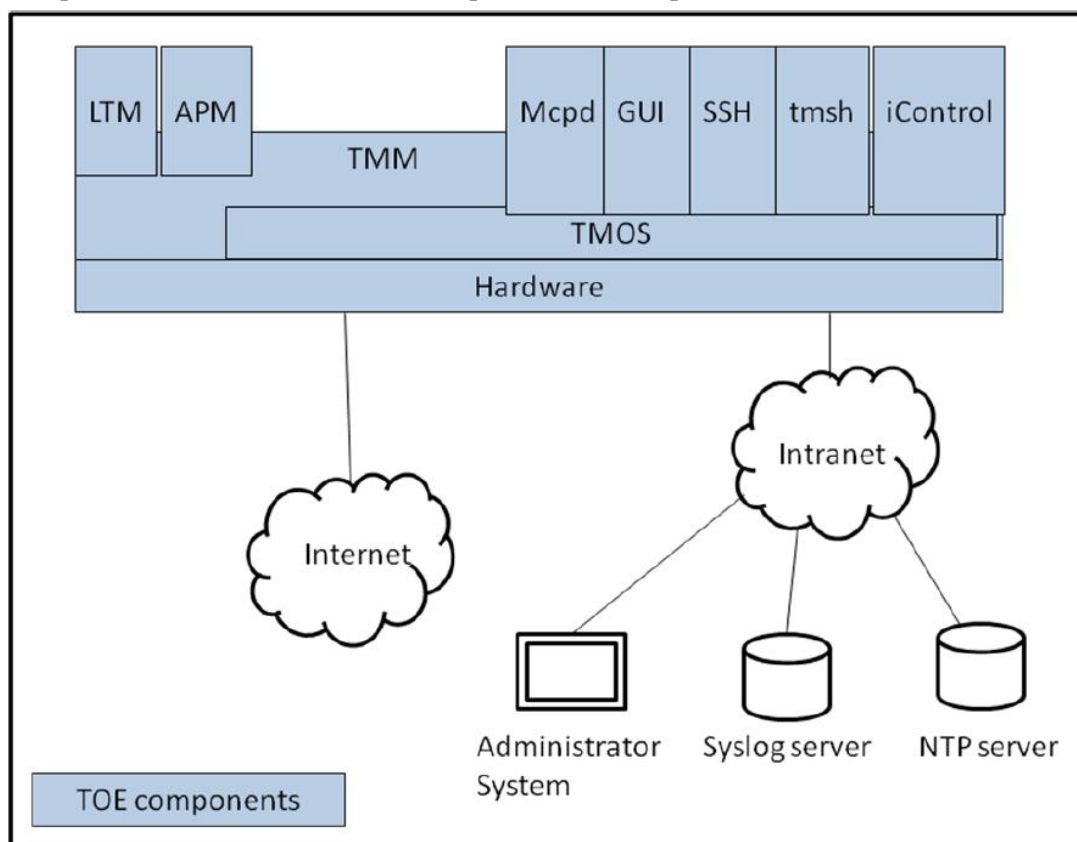 LTM
APM
Mcpd
GUI
SSH
tmsh
iControl
TMM
TMOS
Hardware
Intranet
Internet
Administrator
System
Syslog server
NTP server
TOE components